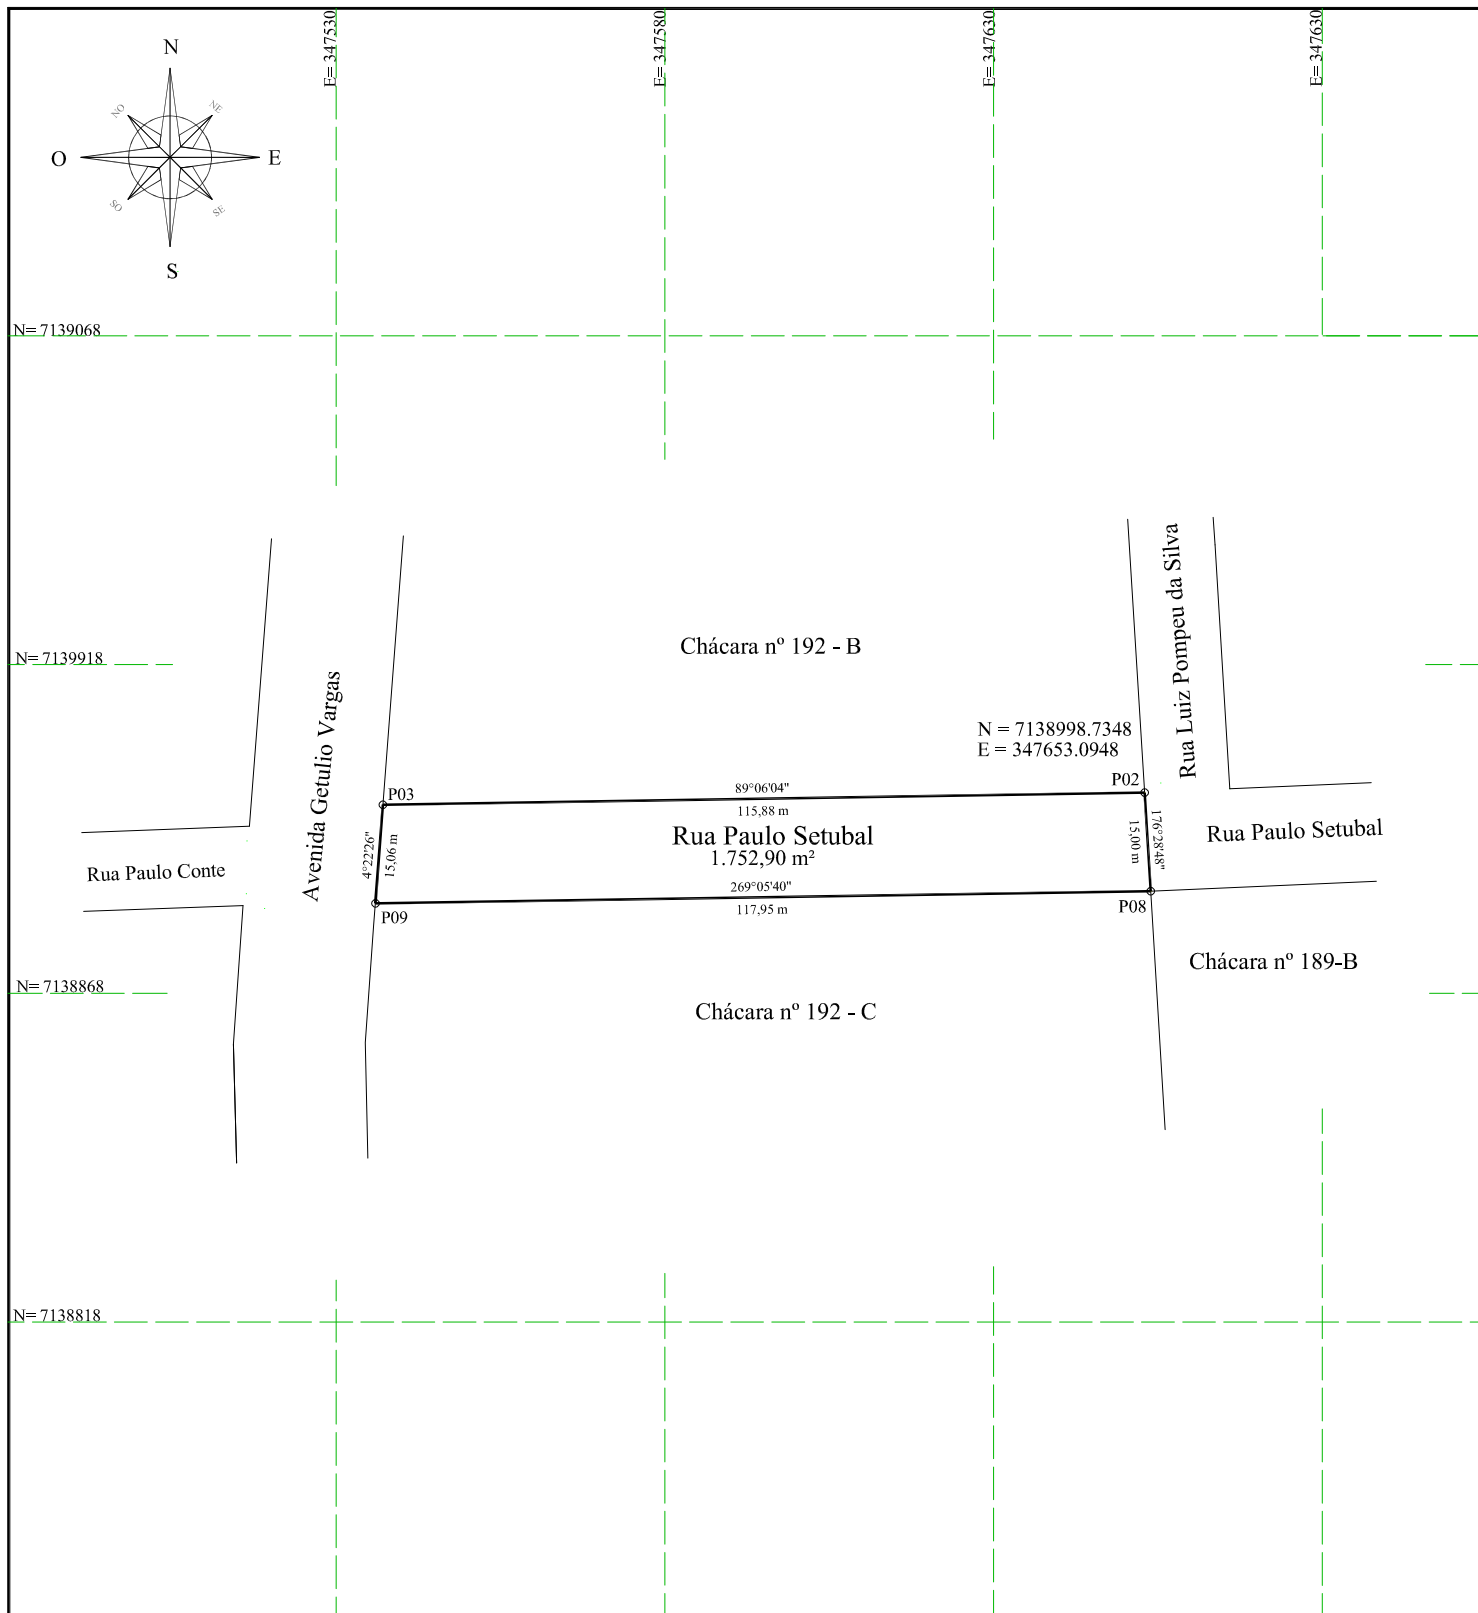 E= 347530
E= 347580
E= 347630
E= 347630
N
NO
NE
O
E
SO
SE
S
N= 7139068
Rua Luiz Pompeu da Silva
Chácara nº 192 - B
N= 7139918
Avenida Getulio Vargas
N = 7138998.7348
E = 347653.0948
P02
P03
89°06'04"
115,88 m
176°28'48"
15,00 m
Rua Paulo Setubal
1.752,90 m²
Rua Paulo Setubal
4°22'26"
15,06 m
Rua Paulo Conte
269°05'40"
117,95 m
P09
P08
Chácara nº 189-B
N= 7138868
Chácara nº 192 - C
N= 7138818